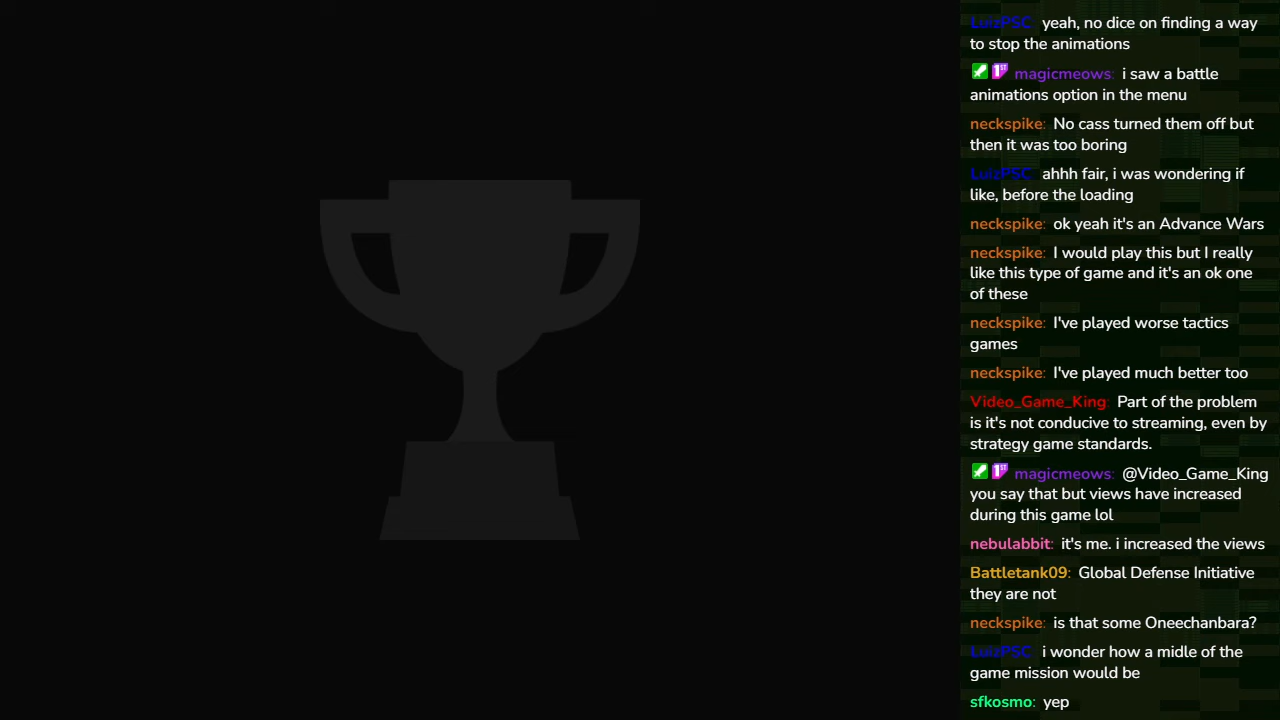 LuizPSC yeah, no dice on finding a way
to stop the animations
magicmeows: i saw a battle
animations option in the menu
neckspike: No cass turned them off but
then it was too boring
LuizPSC ahhh fair, i was wondering if
like, before the loading
neckspike: ok yeah it's an Advance Wars
neckspike: I would play this but I really
like this type of game and it's an ok one
of these
neckspike: I've played worse tactics
games
neckspike: I've played much better too
Video_Game_King: Part of the problem
is it's not conducive to streaming, even by
strategy game standards.
magicmeows: @Video_Game_King
you say that but views have increased
during this game lol
nebulabbit: it's me. i increased the views
Battletank09: Global Defense Initiative
they are not
neckspike: is that some Oneechanbara?
LuizPSC i wonder how a midle of the
game mission would be
sfkosmo: yep